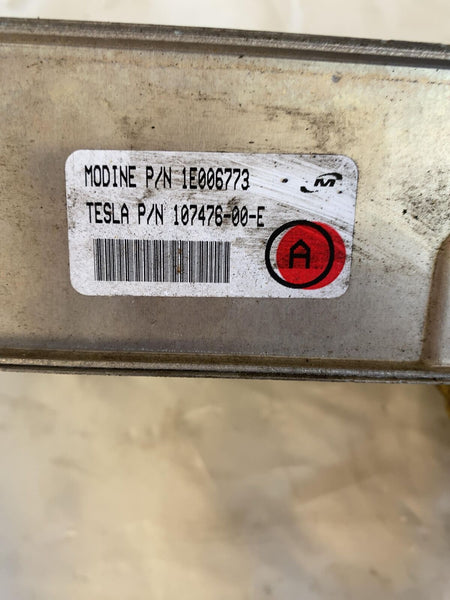 MODINE P/N 1E006773
M
TESLA P/N 107476-00-E
A